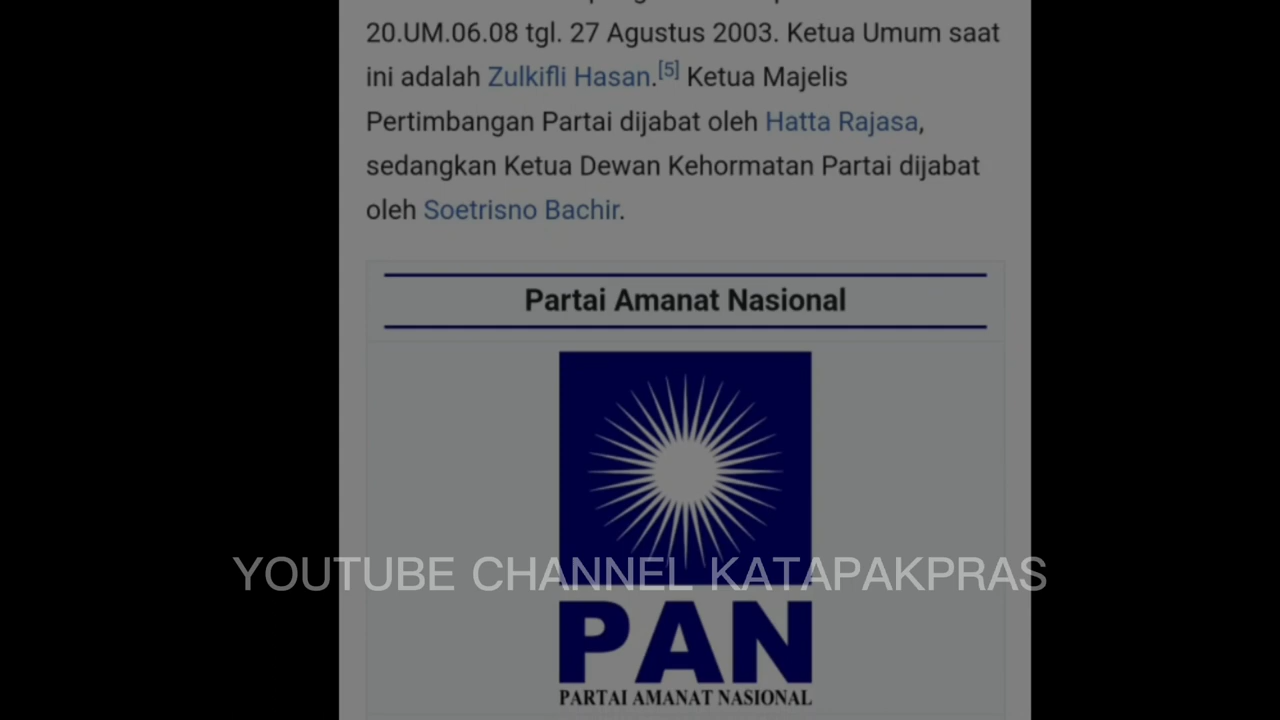 20.UM.06.08 tgl. 27 Agustus 2003. Ketua Umum saat
ini adalah Zulkifli Hasan.[5] Ketua Majelis
Pertimbangan Partai dijabat oleh Hatta Rajasa,
sedangkan Ketua Dewan Kehormatan Partai dijabat
oleh Soetrisno Bachir.
Partai Amanat Nasional
YOUTUBE CHANNEL KATAPAKPRAS
PAN
PARTAI AMANAT NASIONAL